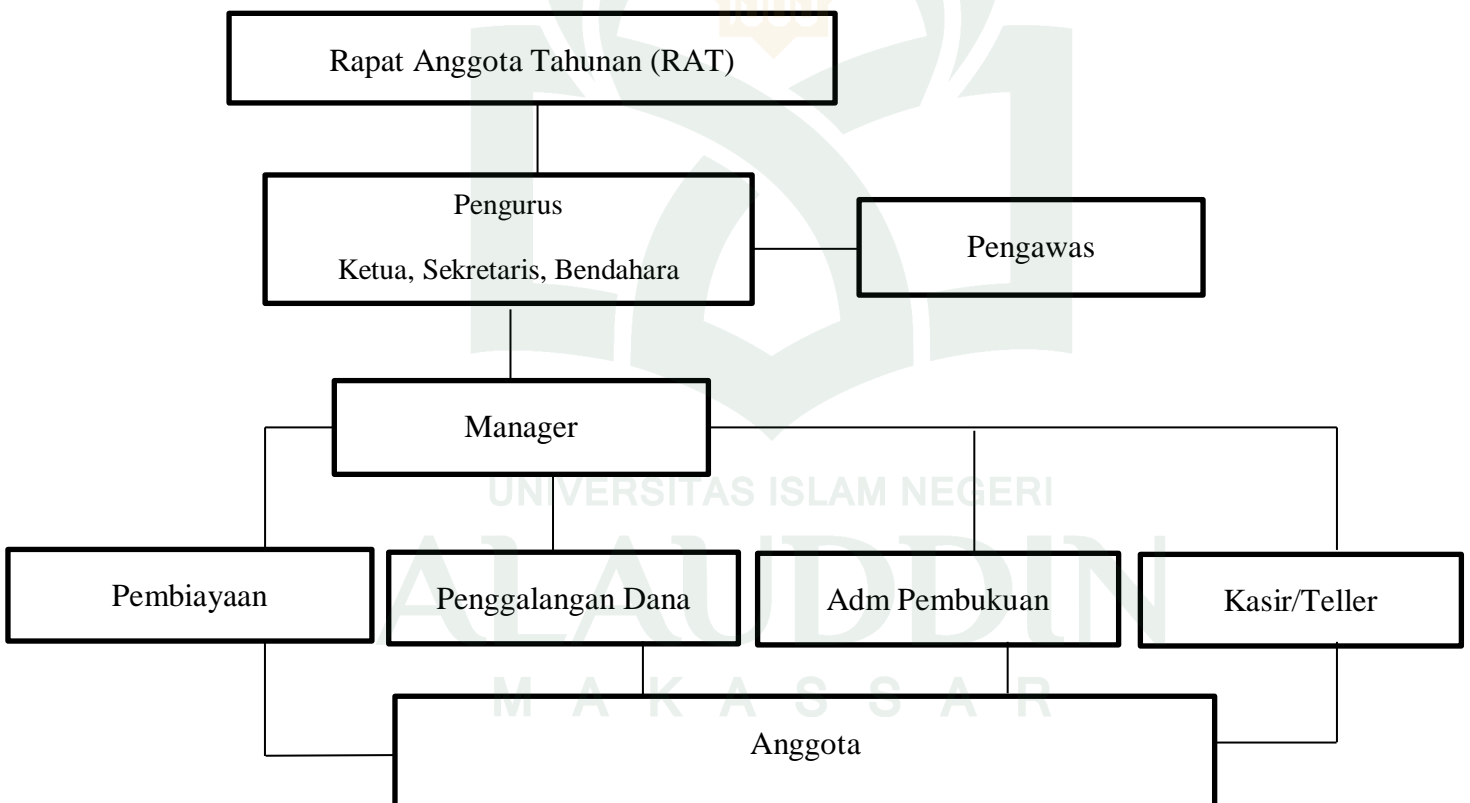 Rapat Anggota Tahunan (RAT)
Pengurus
Ketua, Sekretaris, Bendahara
Pengawas
Manager
UNIVERSITAS ISLAM NEGERI
Pembiayaan
Penggalangan Dana
Adm Pembukuan
Kasir/Teller
ALAUDDIN
M A K A S S A R
Anggota